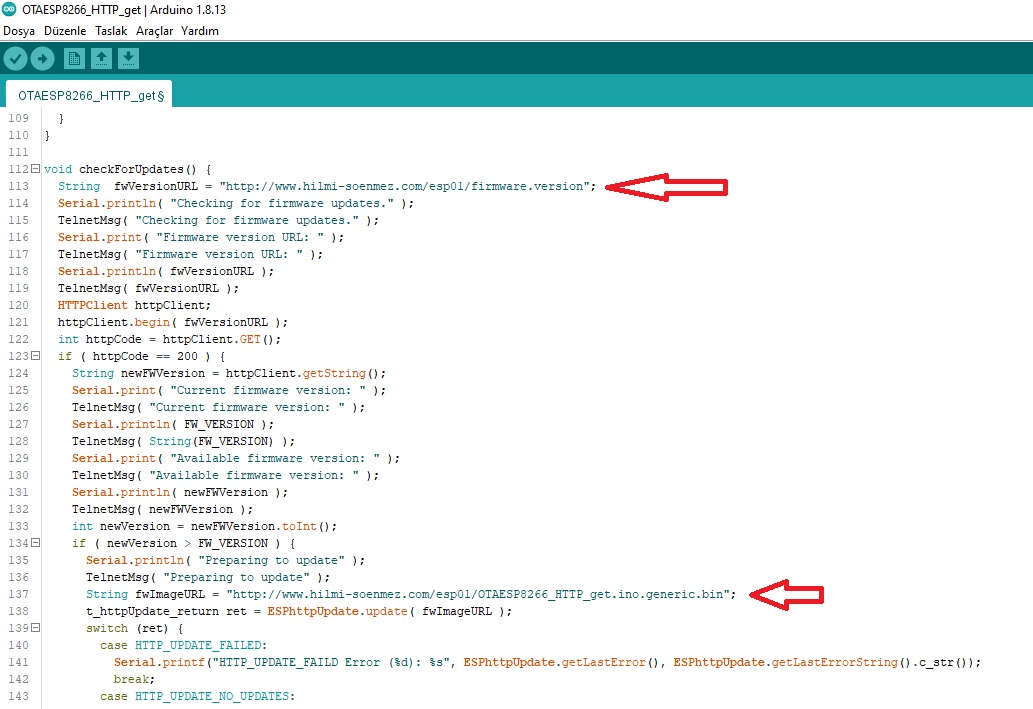 OTAESP8266_HTTP_get | Arduino 1.8.13
Dosya Düzenle Taslak Araçlar Yardım
OTAESP8266_HTTP_get §
109 }
110 }
111
112 void checkForUpdates() {
113 String  fwVersionURL = "http://www.hilmi-soenmez.com/esp01/firmware.version";
114 Serial.println( "Checking for firmware updates." );
115 TelnetMsg( "Checking for firmware updates." );
116 Serial.print( "Firmware version URL: " );
117 TelnetMsg( "Firmware version URL: " );
118 Serial.println( fwVersionURL );
119 TelnetMsg( fwVersionURL );
120 HTTPClient httpClient;
121 httpClient.begin( fwVersionURL );
122 int httpCode = httpClient.GET();
123 if ( httpCode == 200 ) {
124 String newFWVersion = httpClient.getString();
125 Serial.print( "Current firmware version: " );
126 TelnetMsg( "Current firmware version: " );
127 Serial.println( FW_VERSION );
128 TelnetMsg( String(FW_VERSION) );
129 Serial.print( "Available firmware version: " );
130 TelnetMsg( "Available firmware version: " );
131 Serial.println( newFWVersion );
132 TelnetMsg( newFWVersion );
133 int newVersion = newFWVersion.toInt();
134 if ( newVersion > FW_VERSION ) {
135 Serial.println( "Preparing to update" );
136 TelnetMsg( "Preparing to update" );
137 String fwImageURL = "http://www.hilmi-soenmez.com/esp01/OTAESP8266_HTTP_get.ino.generic.bin";
138 t_httpUpdate_return ret = ESPhttpUpdate.update( fwImageURL );
139 switch (ret) {
140 case HTTP_UPDATE_FAILED:
141 Serial.printf("HTTP_UPDATE_FAILD Error (%d): %s", ESPhttpUpdate.getLastError(), ESPhttpUpdate.getLastErrorString().c_str());
142 break;
143 case HTTP_UPDATE_NO_UPDATES: